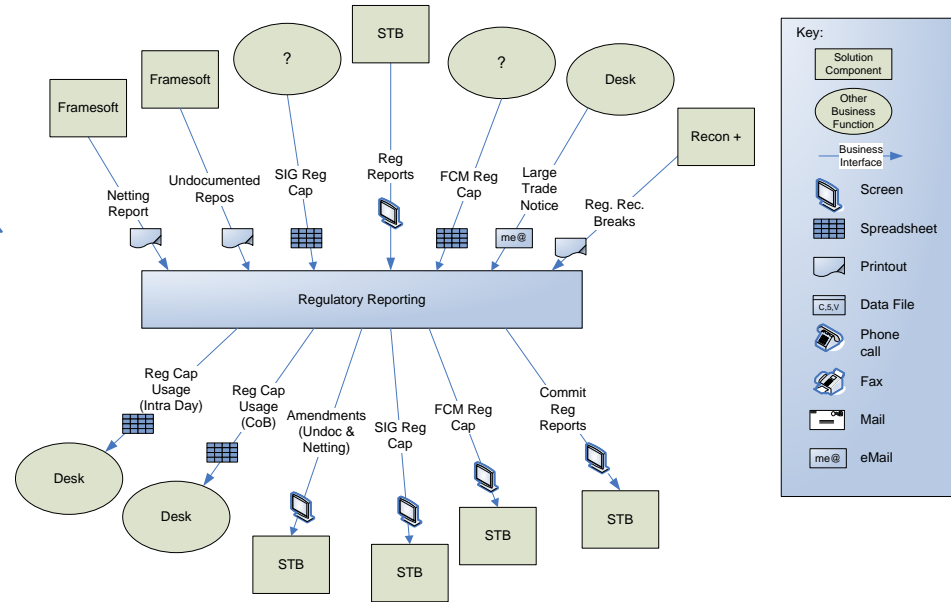 Framesoft
Framesoft
?
STB
?
Desk
Recon +
Netting
Report
Undocumented
Repos
SIG Reg
Cap
Reg
Reports
FCM Reg
Cap
Large
Trade
Notice
me@
Reg. Rec.
Breaks
Regulatory Reporting
Reg Cap
Usage
(Intra Day)
Reg Cap
Usage
(CoB)
Amendments
(Undoc &
Netting)
SIG Reg
Cap
FCM Reg
Cap
Commit
Reg
Reports
Desk
Desk
STB
STB
STB
STB
Key:
Solution
Component
Other
Business
Function
Business
Interface
Screen
Spreadsheet
Printout
C,5,V
Data File
Phone
call
Fax
Mail
me@
eMail